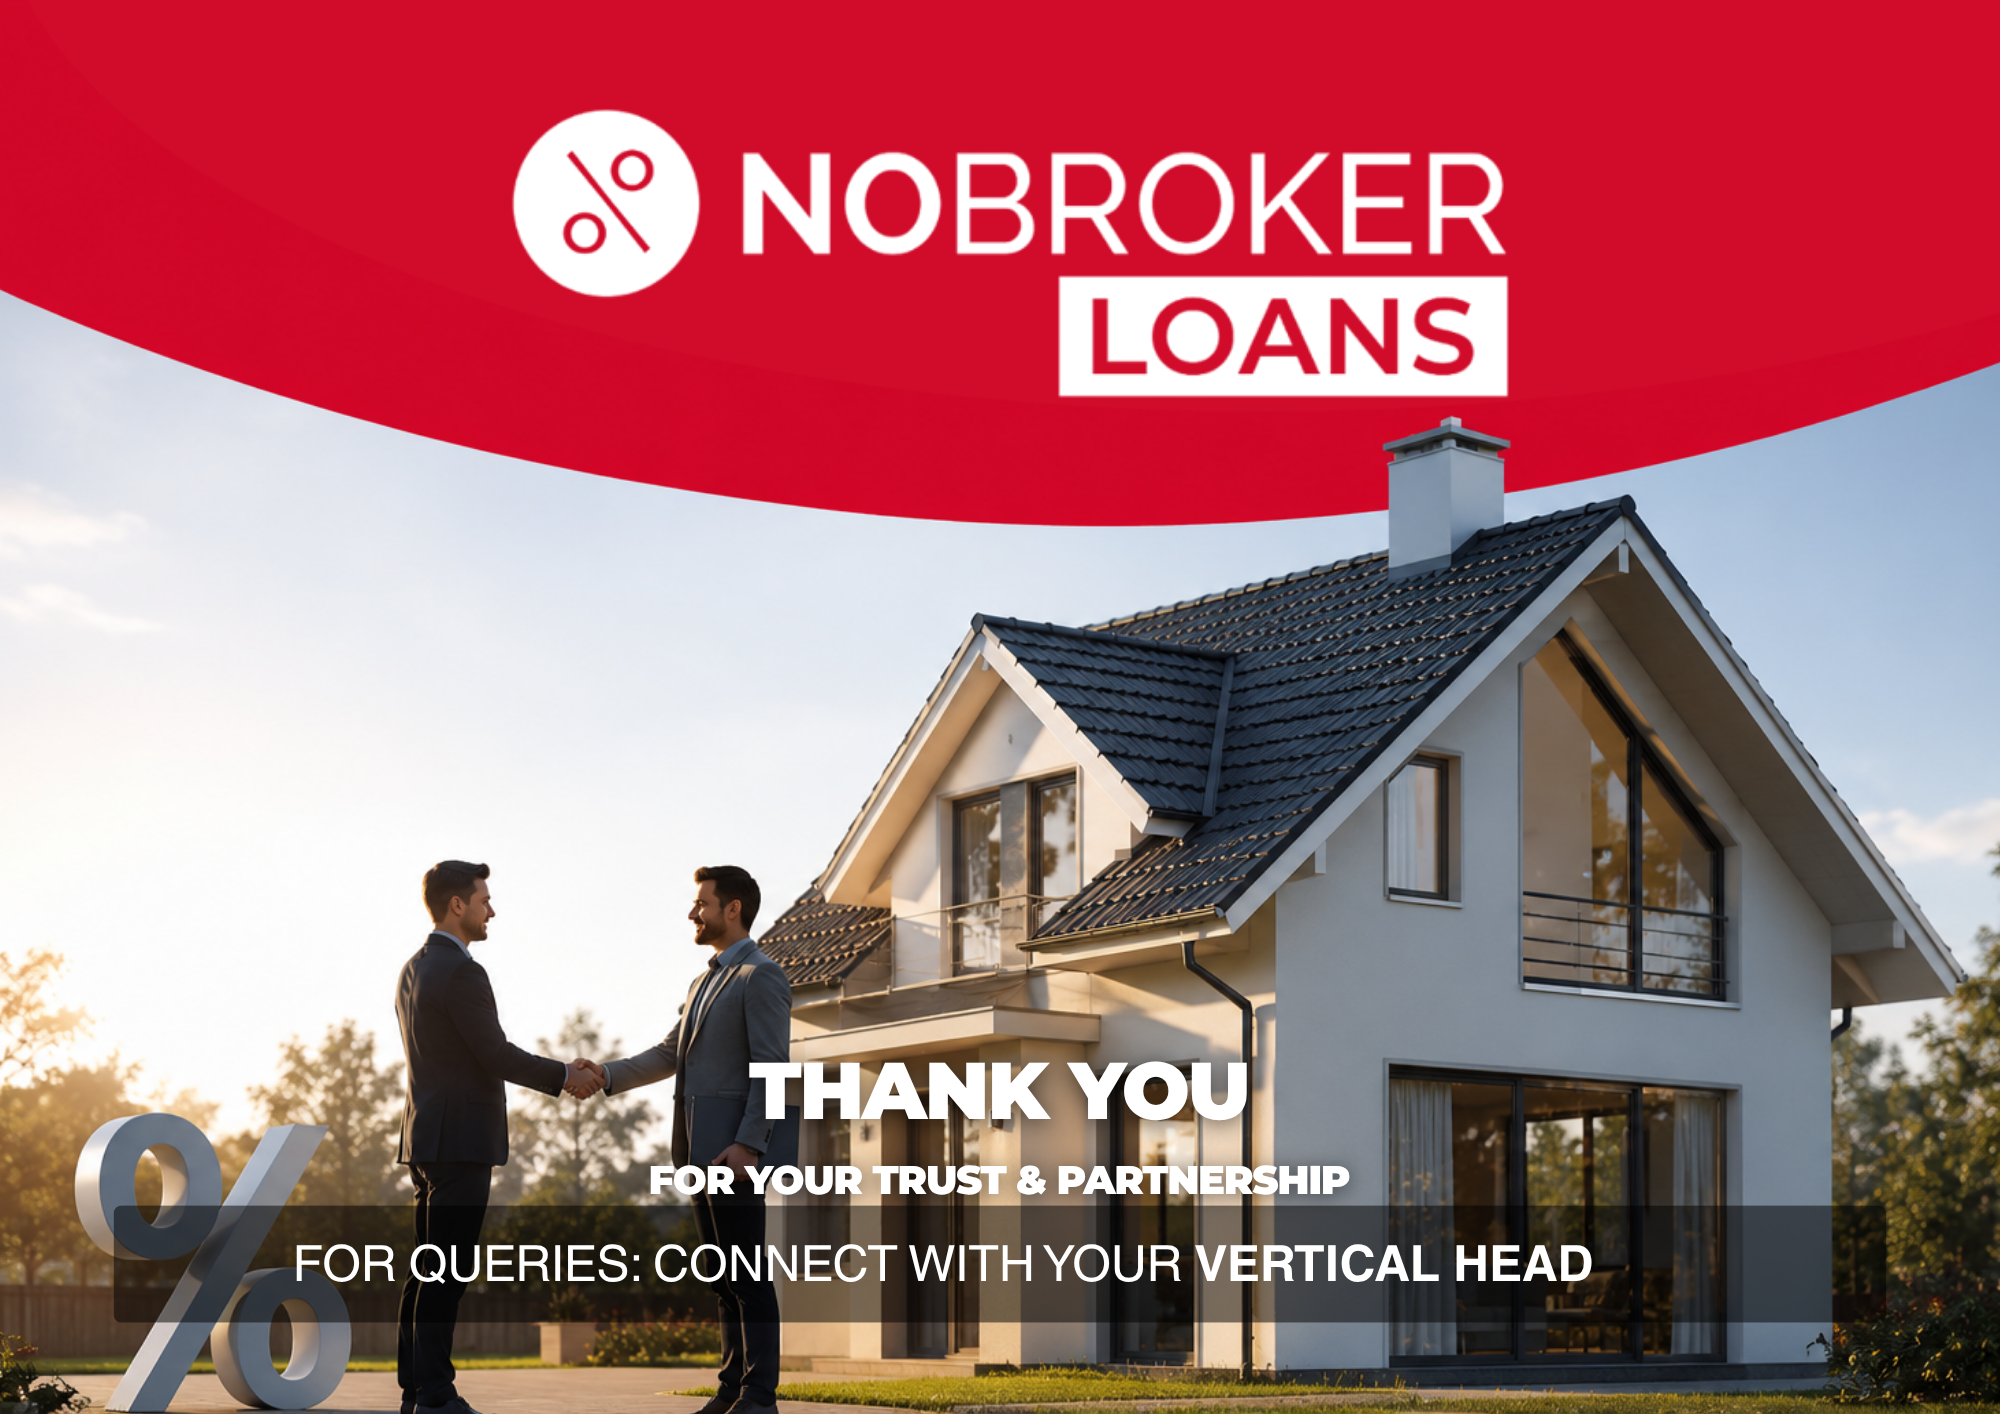 NOBROKER
LOANS
THANK YOU
FOR YOUR TRUST & PARTNERSHIP
FOR QUERIES: CONNECT WITH YOUR VERTICAL HEAD